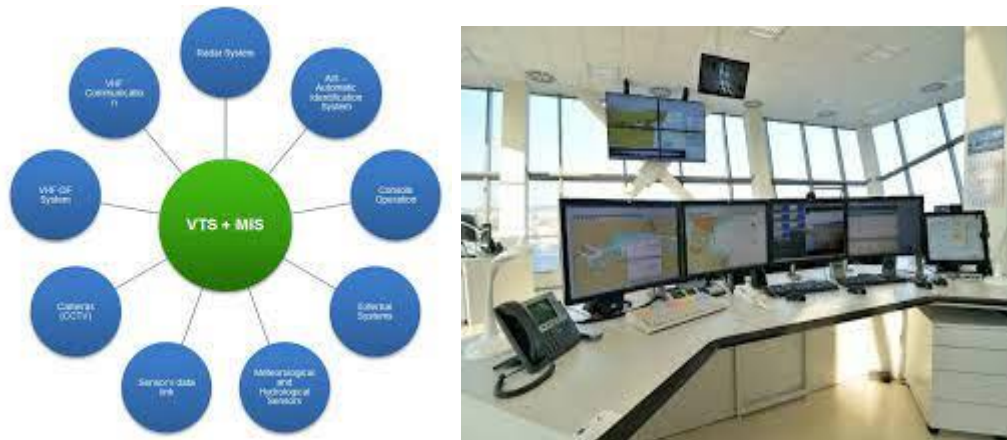 Radar System
AIS –
Automatic
Identification
System
Console
Operation
External
Systems
Meteorological
and
Hydrological
Sensors
Sensors data
link
Cameras
(CCTV)
VHF-DF
System
VHF
Communicatio
n
VTS + MIS